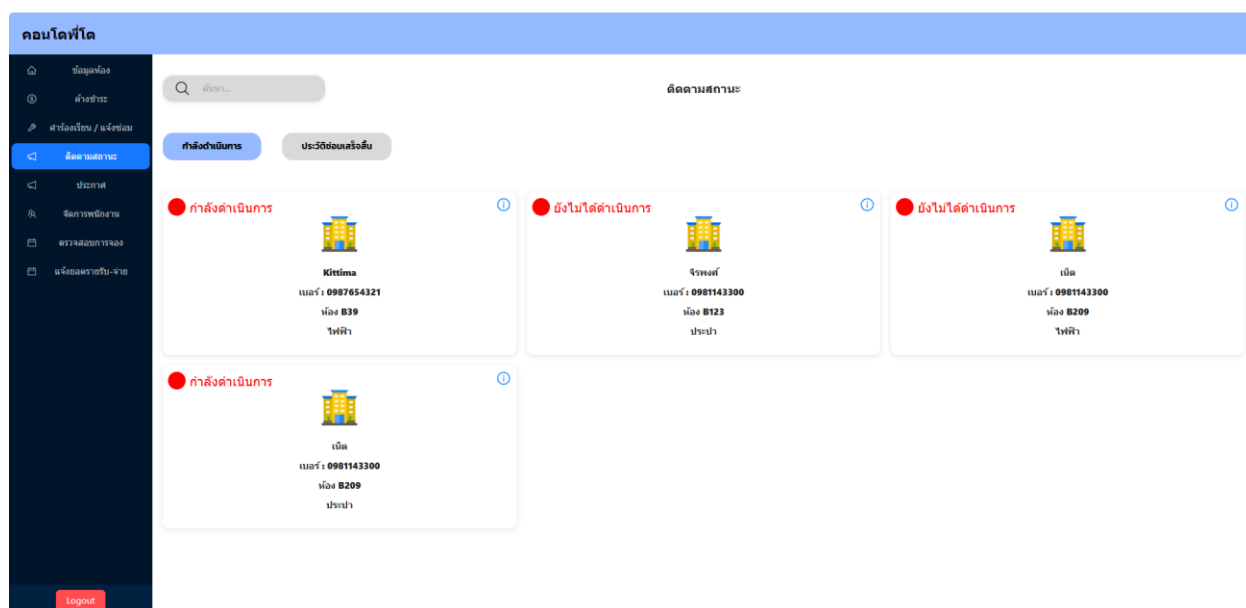 คอนโดพี่โต
ข้อมูลห้อง
ค้างชำระ
คำร้องเรียน / แจ้งซ่อม
ติดตามสถานะ
ประกาศ
จัดการพนักงาน
ตรวจสอบการจอง
แจ้งยอดรายรับ-จ่าย
Logout
ค้นหา...
ติดตามสถานะ
กำลังดำเนินการ
ประวัติซ่อมเสร็จสิ้น
กำลังดำเนินการ
Kittima
เบอร์ : 0987654321
ห้อง B39
ไฟฟ้า
ยังไม่ได้ดำเนินการ
จิรพงศ์
เบอร์ : 0981143300
ห้อง B123
ประปา
ยังไม่ได้ดำเนินการ
เบิด
เบอร์ : 0981143300
ห้อง B209
ไฟฟ้า
กำลังดำเนินการ
เบิด
เบอร์ : 0981143300
ห้อง B209
ประปา